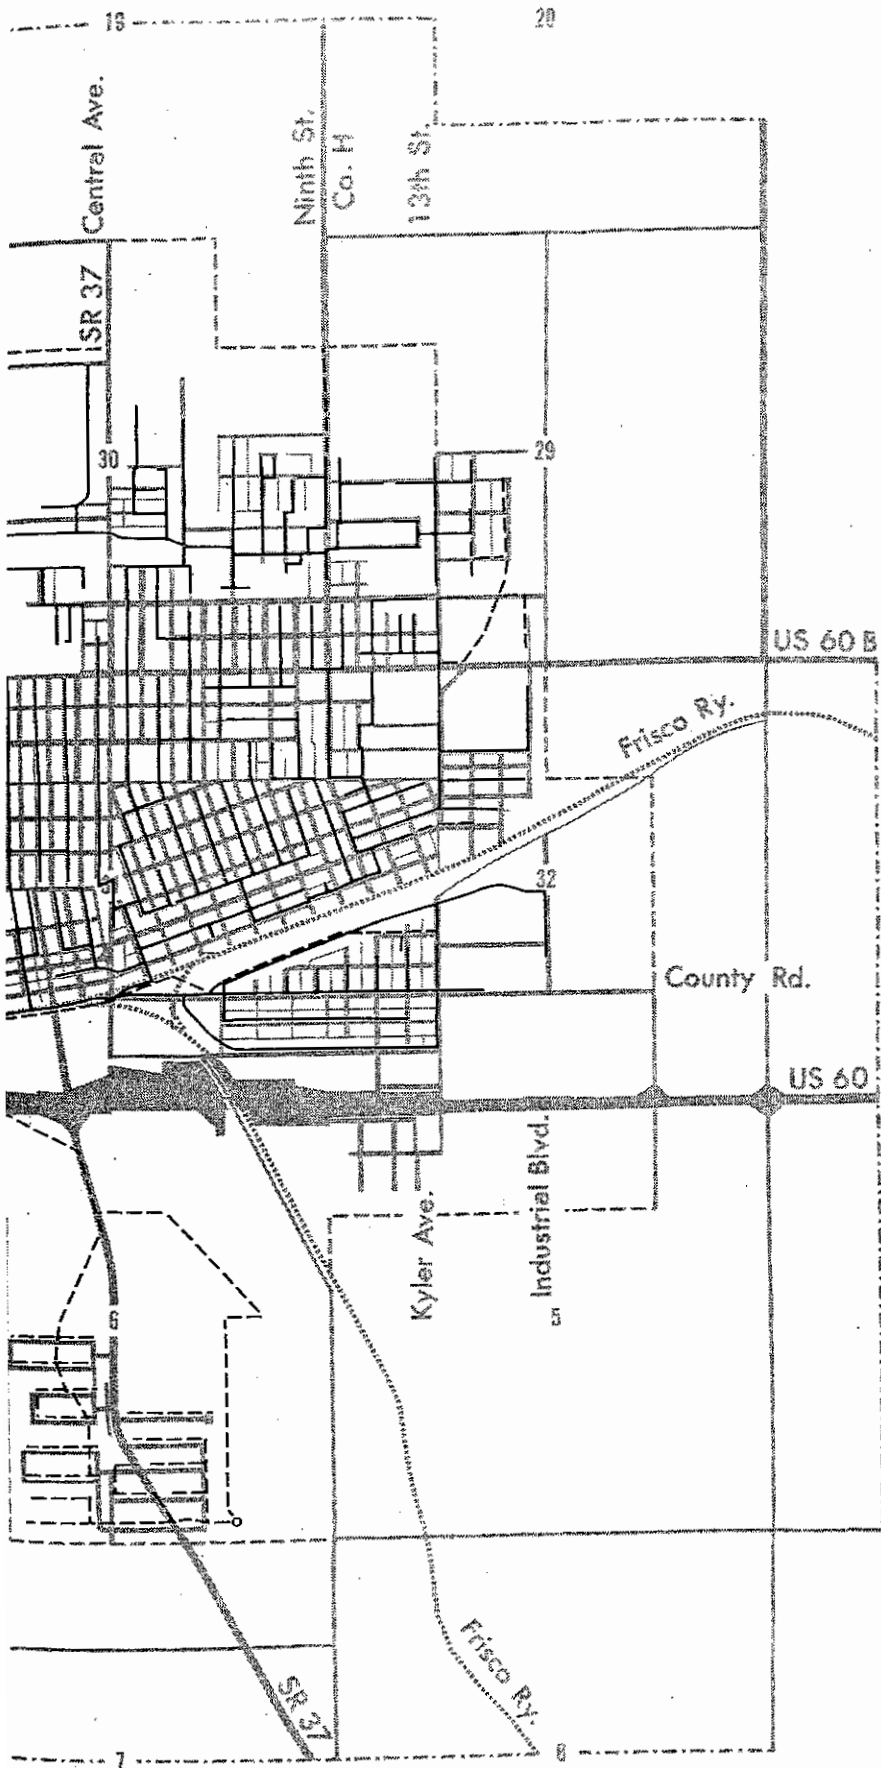 19
20
Central Ave.
Ninth St.
Co. H
13th St.
SR 37
30
29
US 60 B
Frisco Ry.
32
County Rd.
US 60
Kyler Ave.
Industrial Blvd.
6
5
Frisco Ry.
SR 37
7
8